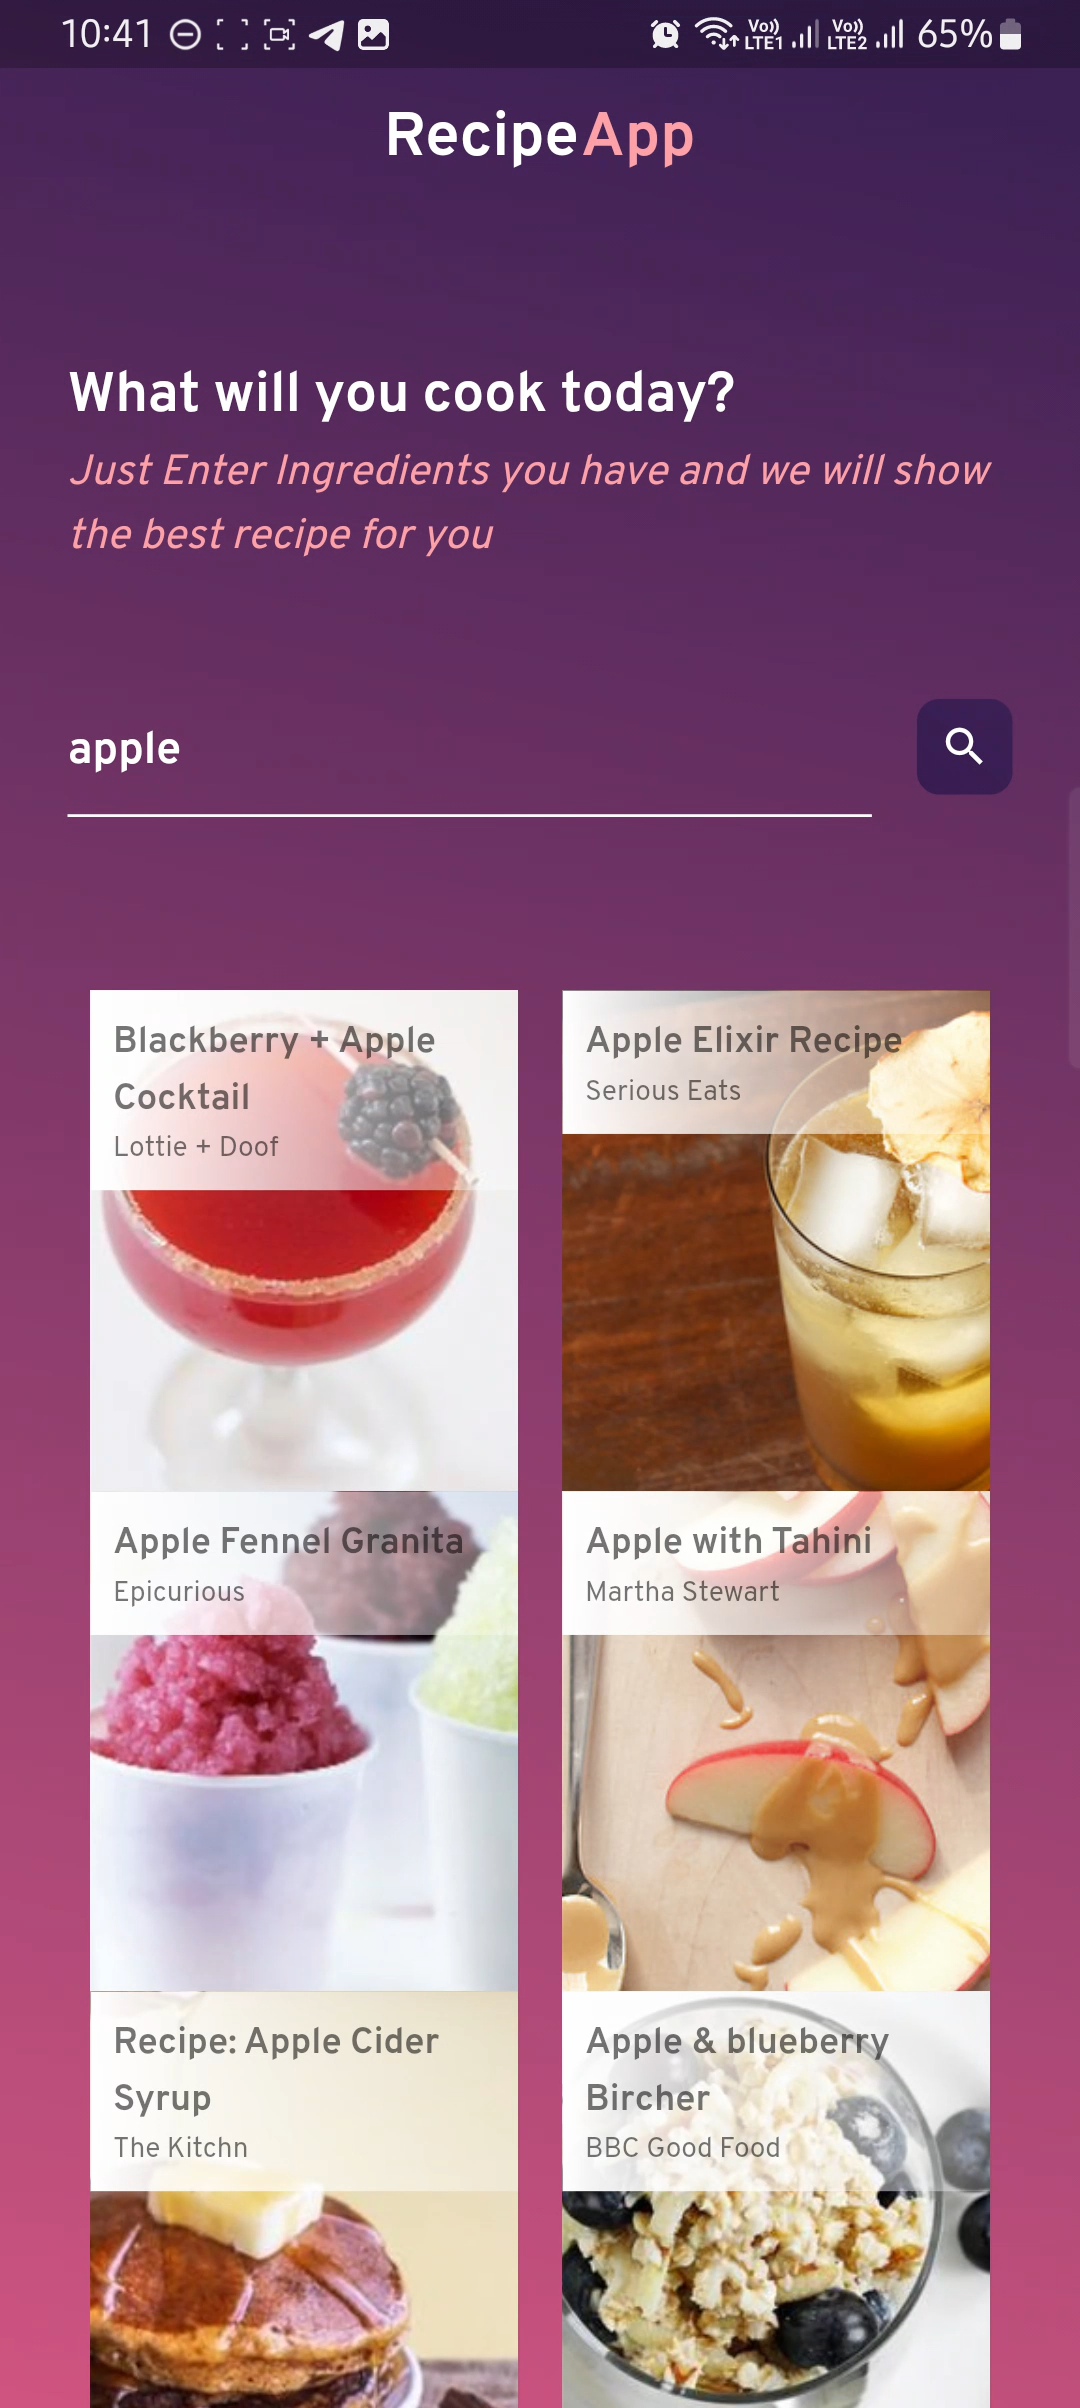 10:41 Vo)) LTE1 Vo)) LTE2 65%
RecipeApp
What will you cook today?
Just Enter Ingredients you have and we will show
the best recipe for you
apple
Blackberry + Apple
Cocktail
Lottie + Doof
Apple Elixir Recipe
Serious Eats
Apple Fennel Granita
Epicurious
Apple with Tahini
Martha Stewart
Recipe: Apple Cider
Syrup
The Kitchn
Apple & blueberry
Bircher
BBC Good Food